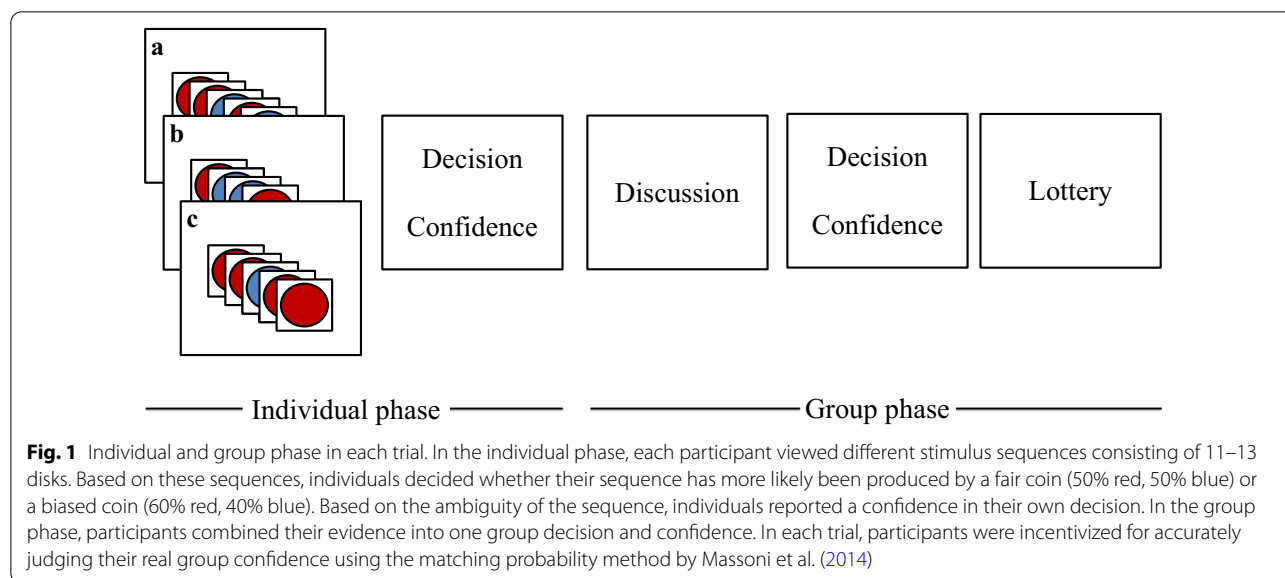 a
b
c
Decision
Confidence
Discussion
Decision
Confidence
Lottery
Individual phase
Group phase
Fig. 1 Individual and group phase in each trial. In the individual phase, each participant viewed different stimulus sequences consisting of 11–13
disks. Based on these sequences, individuals decided whether their sequence has more likely been produced by a fair coin (50% red, 50% blue) or
a biased coin (60% red, 40% blue). Based on the ambiguity of the sequence, individuals reported a confidence in their own decision. In the group
phase, participants combined their evidence into one group decision and confidence. In each trial, participants were incentivized for accurately
judging their real group confidence using the matching probability method by Massoni et al. (2014)